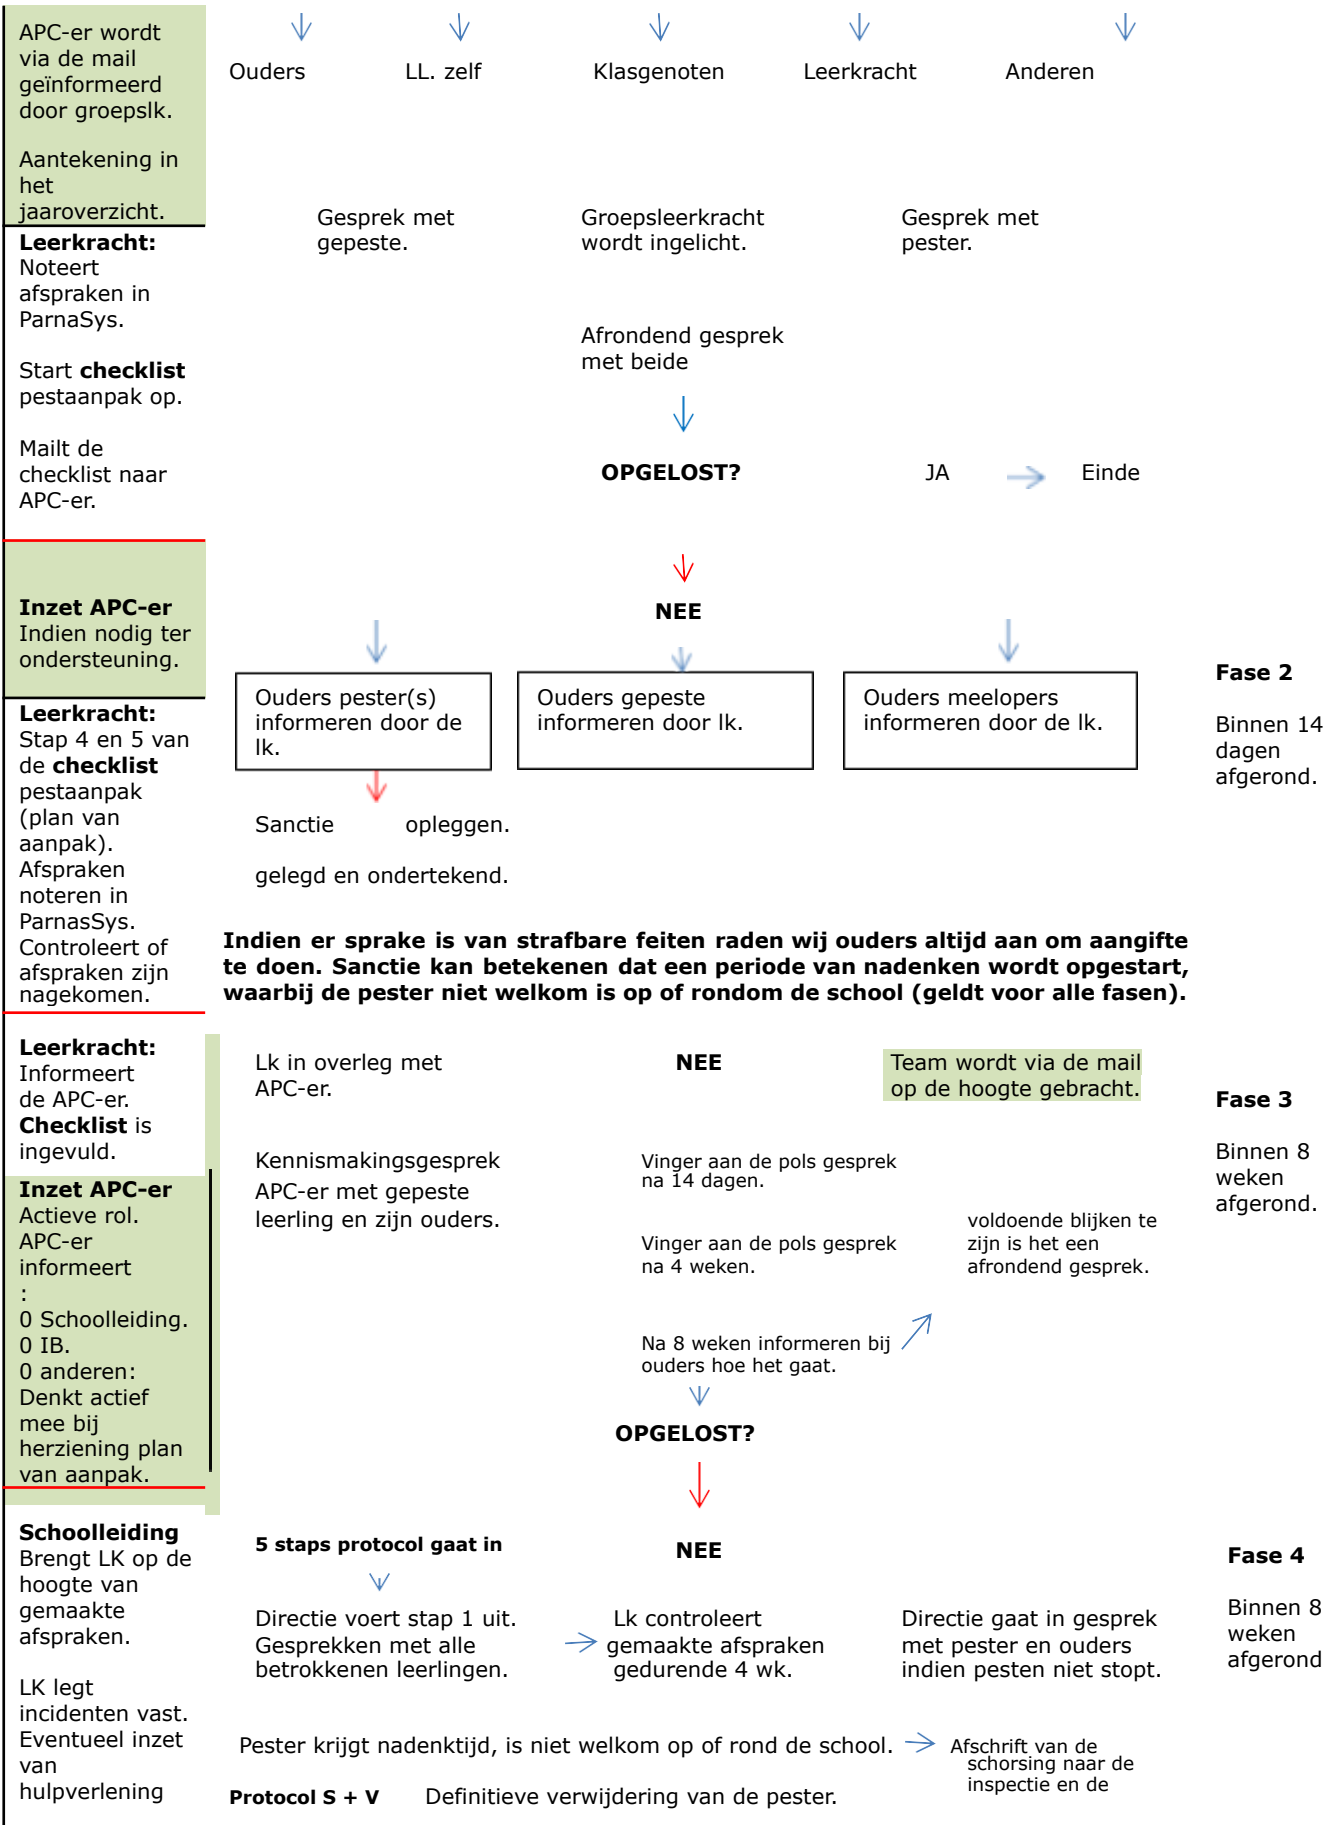 APC-er wordt
via de mail
geïnformeerd
door groepslk.
Aantekening in
het
jaaroverzicht.
Ouders
LL. zelf
Klasgenoten
Leerkracht
Anderen
Leerkracht:
Noteert
afspraken in
ParnaSys.
Start checklist
pestaanpak op.
Mailt de
checklist naar
APC-er.
Gesprek met
gepeste.
Groepsleerkracht
wordt ingelicht.
Gesprek met
pester.
Afrondend gesprek
met beide
OPGELOST?
JA
Einde
NEE
Inzet APC-er
Indien nodig ter
ondersteuning.
Leerkracht:
Stap 4 en 5 van
de checklist
pestaanpak
(plan van
aanpak).
Afspraken
noteren in
ParnasSys.
Controleert of
afspraken zijn
nagekomen.
Ouders pester(s)
informeren door de
lk.
Ouders gepeste
informeren door lk.
Ouders meelopers
informeren door de lk.
Fase 2
Binnen 14
dagen
afgerond.
Sanctie opleggen.
gelegd en ondertekend.
Indien er sprake is van strafbare feiten raden wij ouders altijd aan om aangifte
te doen. Sanctie kan betekenen dat een periode van nadenken wordt opgestart,
waarbij de pester niet welkom is op of rondom de school (geldt voor alle fasen).
Leerkracht:
Informeert
de APC-er.
Checklist is
ingevuld.
Inzet APC-er
Actieve rol.
APC-er
informeert
:
0 Schoolleiding.
0 IB.
0 anderen:
Denkt actief
mee bij
herziening plan
van aanpak.
Lk in overleg met
APC-er.
NEE
Team wordt via de mail
op de hoogte gebracht.
Fase 3
Binnen 8
weken
afgerond.
Kennismakingsgesprek
APC-er met gepeste
leerling en zijn ouders.
Vinger aan de pols gesprek
na 14 dagen.
Vinger aan de pols gesprek
na 4 weken.
voldoende blijken te
zijn is het een
afrondend gesprek.
Na 8 weken informeren bij
ouders hoe het gaat.
OPGELOST?
Schoolleiding
Brengt LK op de
hoogte van
gemaakte
afspraken.
LK legt
incidenten vast.
Eventueel inzet
van
hulpverlening
5 staps protocol gaat in
NEE
Fase 4
Binnen 8
weken
afgerond
Directie voert stap 1 uit.
Gesprekken met alle
betrokkenen leerlingen.
Lk controleert
gemaakte afspraken
gedurende 4 wk.
Directie gaat in gesprek
met pester en ouders
indien pesten niet stopt.
Pester krijgt nadenktijd, is niet welkom op of rond de school.
Afschrift van de
schorsing naar de
inspectie en de
Protocol S + V Definitieve verwijdering van de pester.